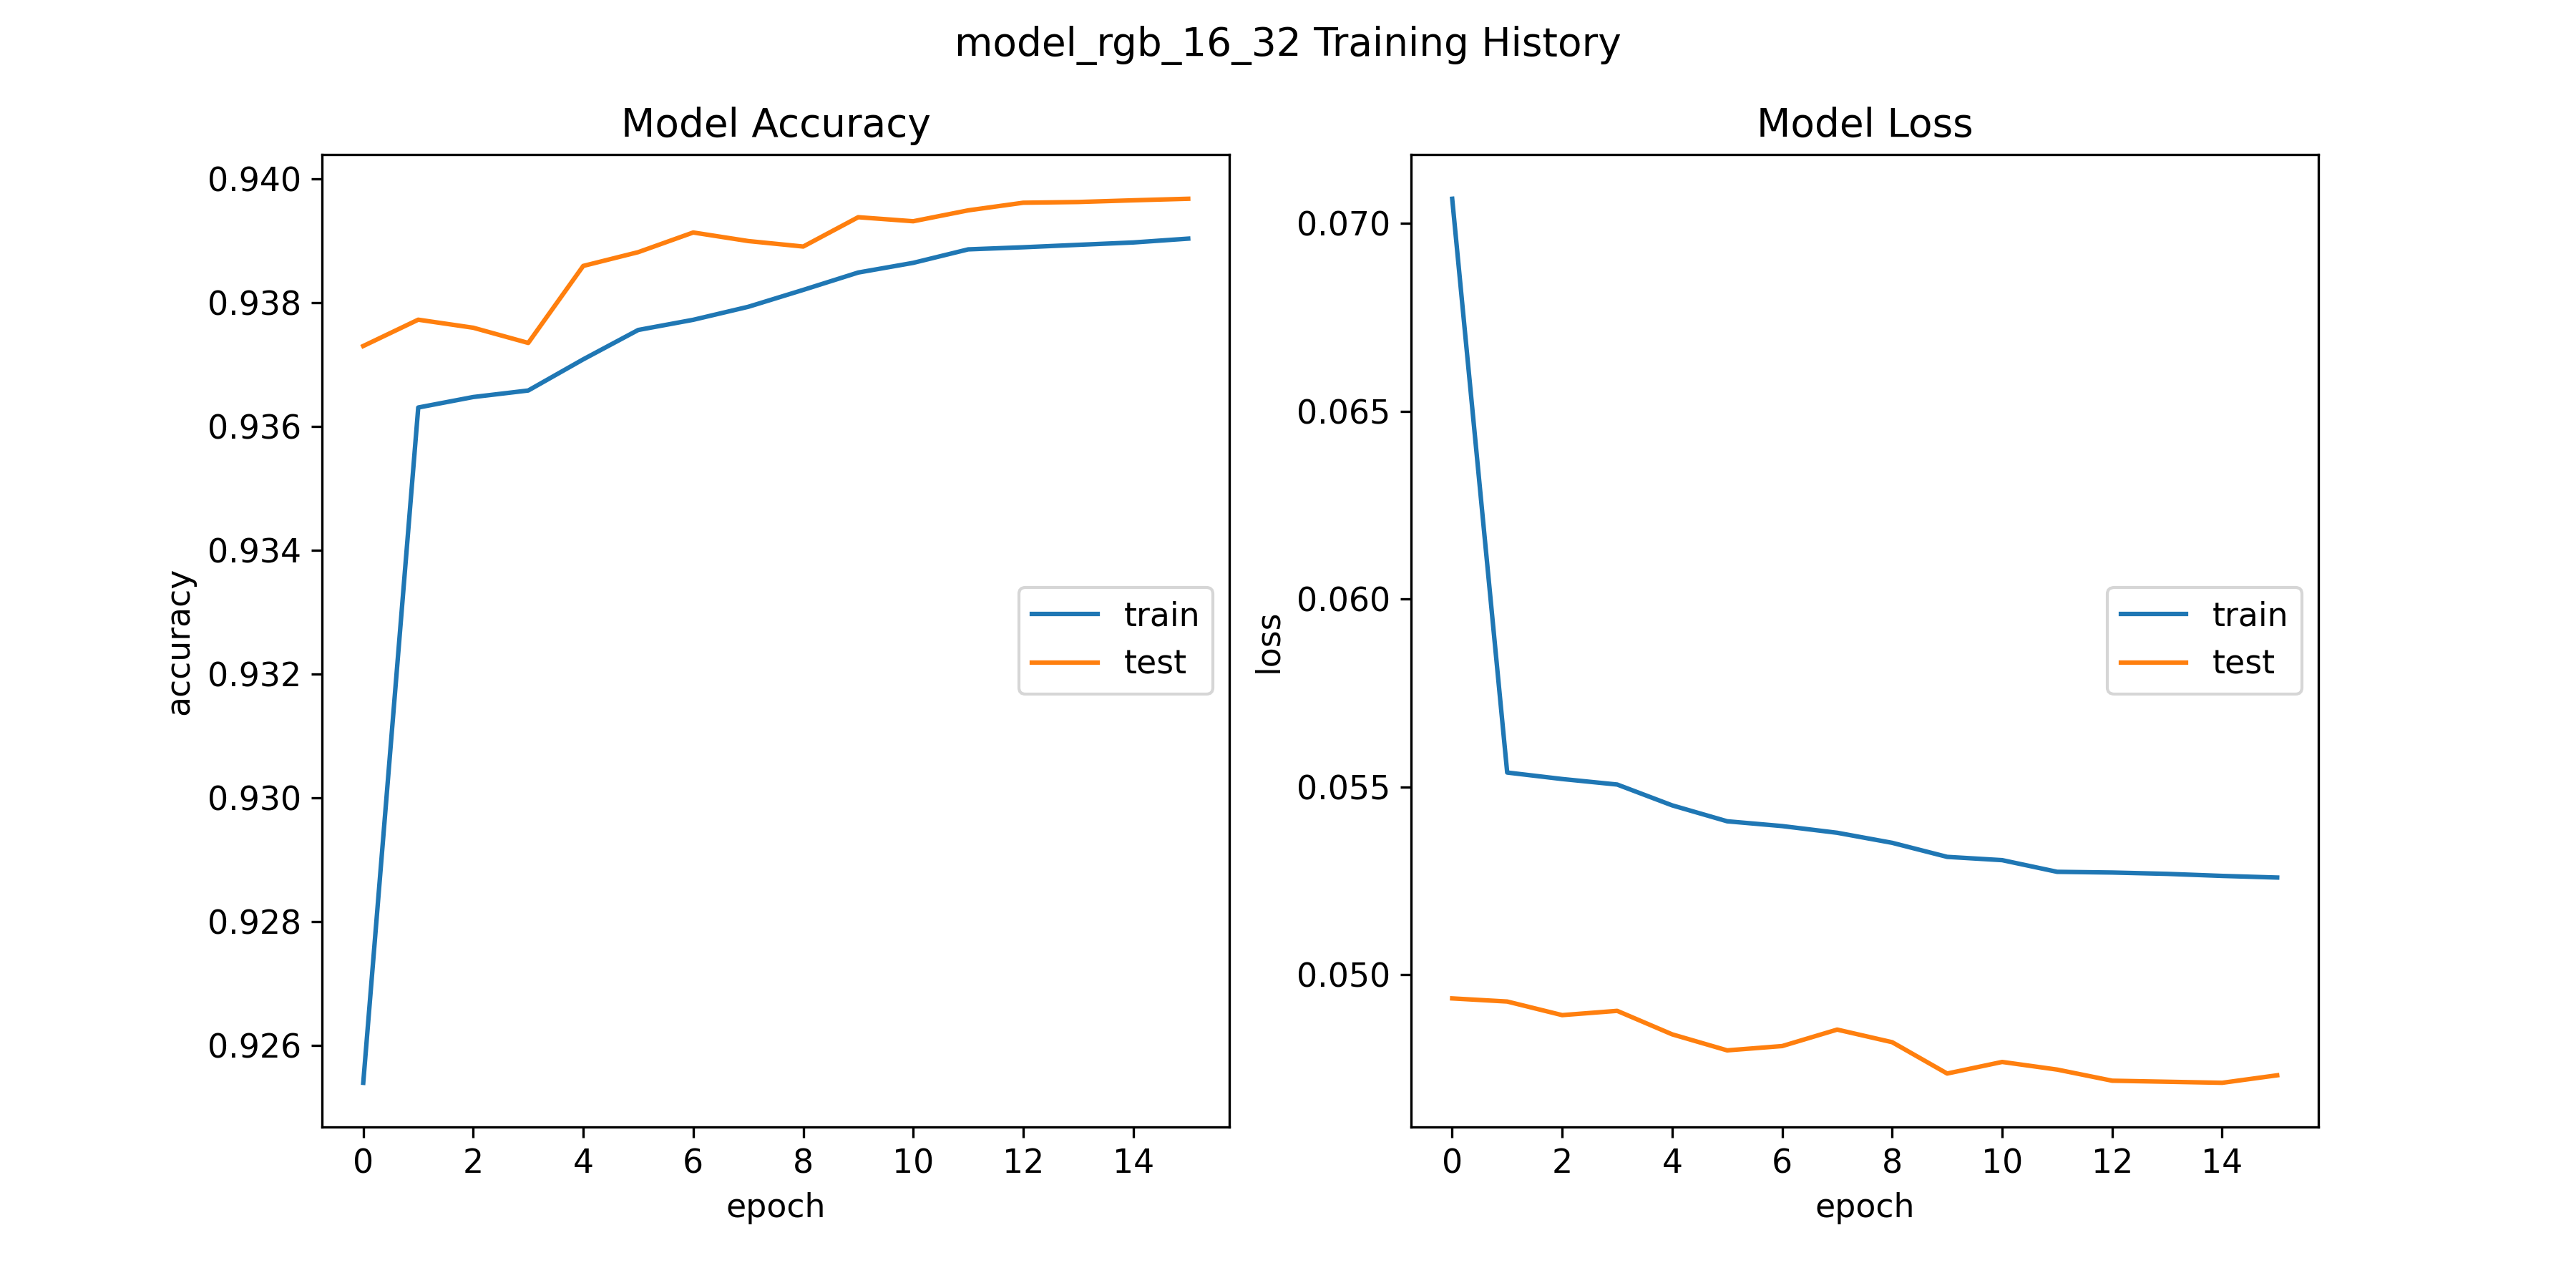 model_rgb_16_32 Training History
Model Accuracy
0.940
0.938
0.936
0.934
0.932
0.930
0.928
0.926
accuracy
0 2 4 6 8 10 12 14
epoch
train
test
Model Loss
0.070
0.065
0.060
0.055
0.050
loss
0 2 4 6 8 10 12 14
epoch
train
test